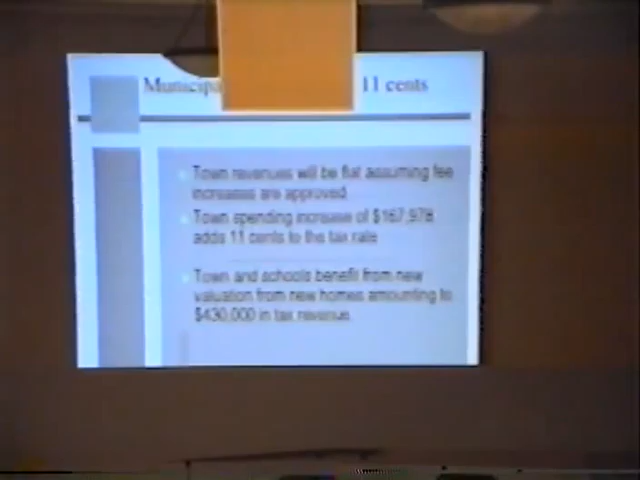 Municipa 11 cents
Town revenues will be flat assuming fee
increases are approved
Town spending increase of $167,978
adds 11 cents to the tax rate
Town and schools benefit from new
valuation from new homes amounting to
$430,000 in tax revenue.